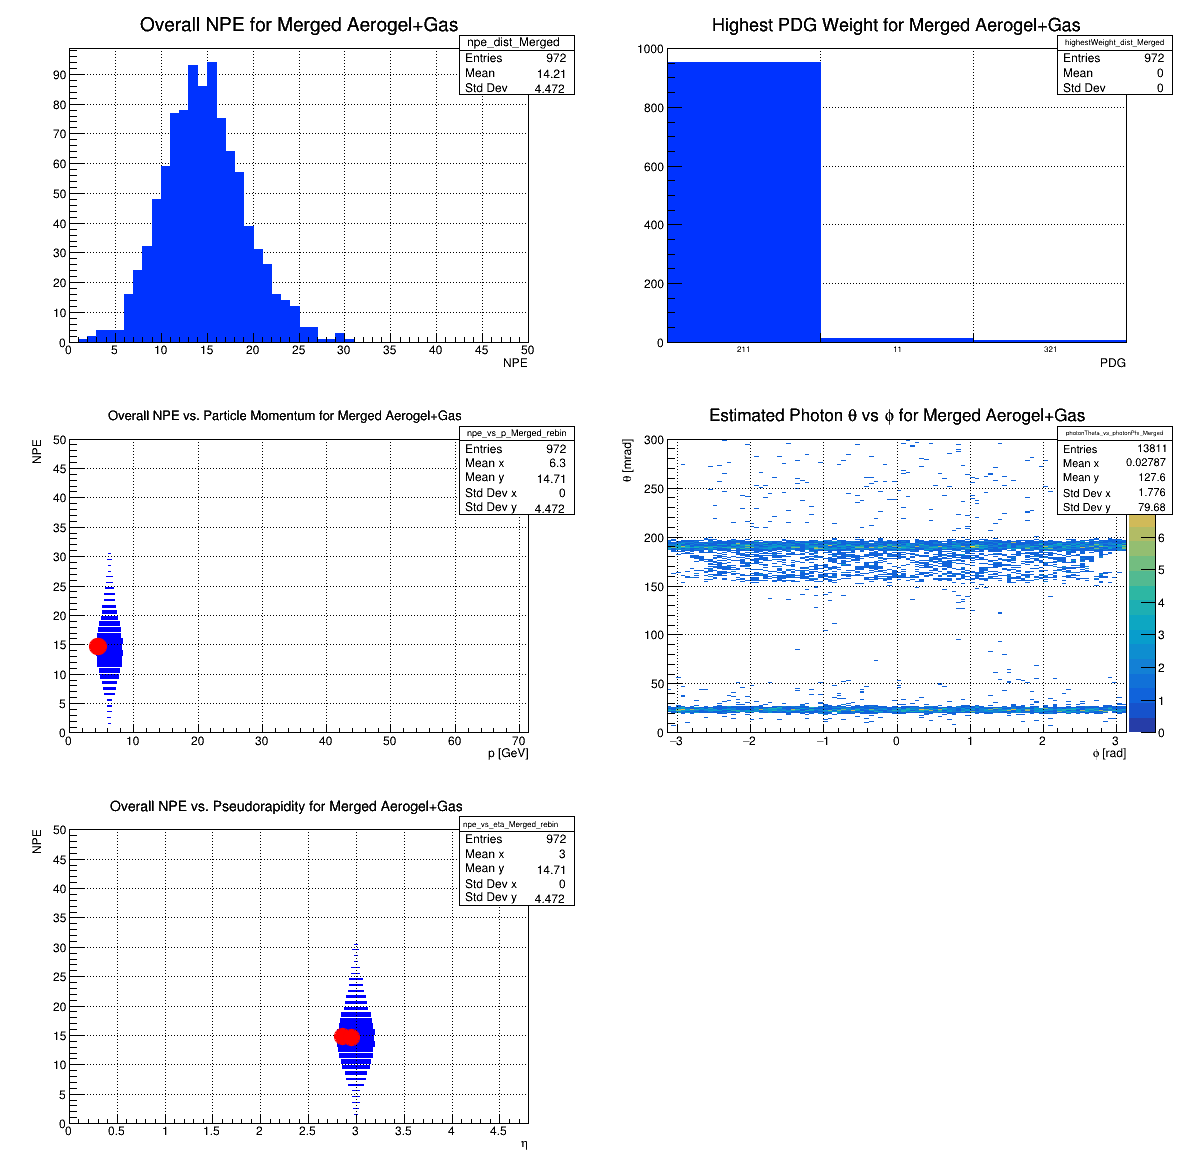 Overall NPE for Merged Aerogel+Gas
npe_dist_Merged
Entries 972
Mean 14.21
Std Dev 4.472
90
80
70
60
50
40
30
20
10
0
0 5 10 15 20 25 30 35 40 45 50
NPE
Highest PDG Weight for Merged Aerogel+Gas
highestWeight_dist_Merged
Entries 972
Mean 0
Std Dev 0
1000
800
600
400
200
0
211 11 321
PDG
Overall NPE vs. Particle Momentum for Merged Aerogel+Gas
npe_vs_p_Merged_rebin
Entries 972
Mean x 6.3
Mean y 14.71
Std Dev x 0
Std Dev y 4.472
NPE
50
45
40
35
30
25
20
15
10
5
0
0 10 20 30 40 50 60 70
p [GeV]
Estimated Photon θ vs ϕ for Merged Aerogel+Gas
photonTheta_vs_photonPhi_Merged
Entries 13811
Mean x 0.02787
Mean y 127.6
Std Dev x 1.776
Std Dev y 79.68
θ [mrad]
300
250
200
150
100
50
0
−3 −2 −1 0 1 2 3
ϕ [rad]
6
5
4
3
2
1
0
Overall NPE vs. Pseudorapidity for Merged Aerogel+Gas
npe_vs_eta_Merged_rebin
Entries 972
Mean x 3
Mean y 14.71
Std Dev x 0
Std Dev y 4.472
NPE
50
45
40
35
30
25
20
15
10
5
0
0 0.5 1 1.5 2 2.5 3 3.5 4 4.5
η